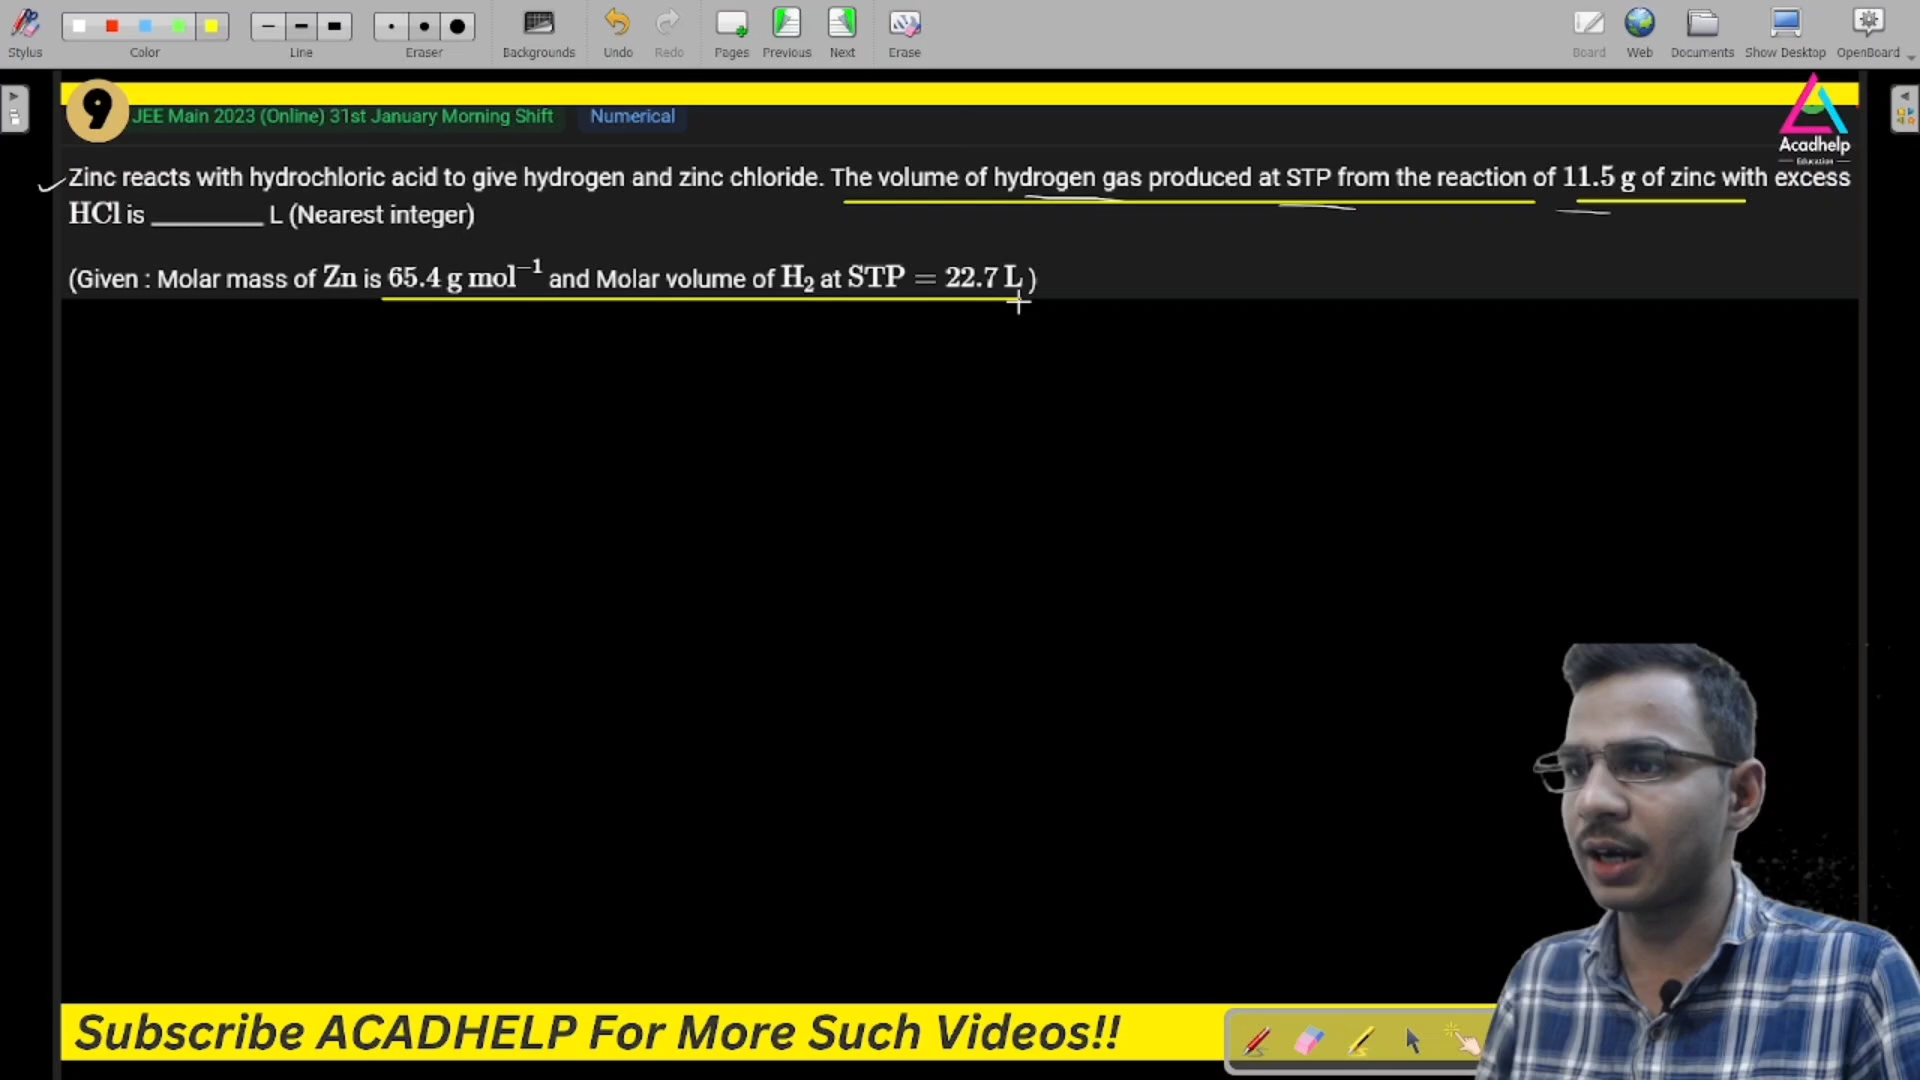 Stylus
Color
Line
Eraser
Backgrounds
Undo
Redo
Pages
Previous
Next
Erase
Board
Web
Documents
Show Desktop
OpenBoard
9
JEE Main 2023 (Online) 31st January Morning Shift
Numerical
Acadhelp
Education
Zinc reacts with hydrochloric acid to give hydrogen and zinc chloride. The volume of hydrogen gas produced at STP from the reaction of 11.5 g of zinc with excess
HCl is ________ L (Nearest integer)
(Given : Molar mass of Zn is 65.4 g mol⁻¹ and Molar volume of H₂ at STP = 22.7 L )
Subscribe ACADHELP For More Such Videos!!